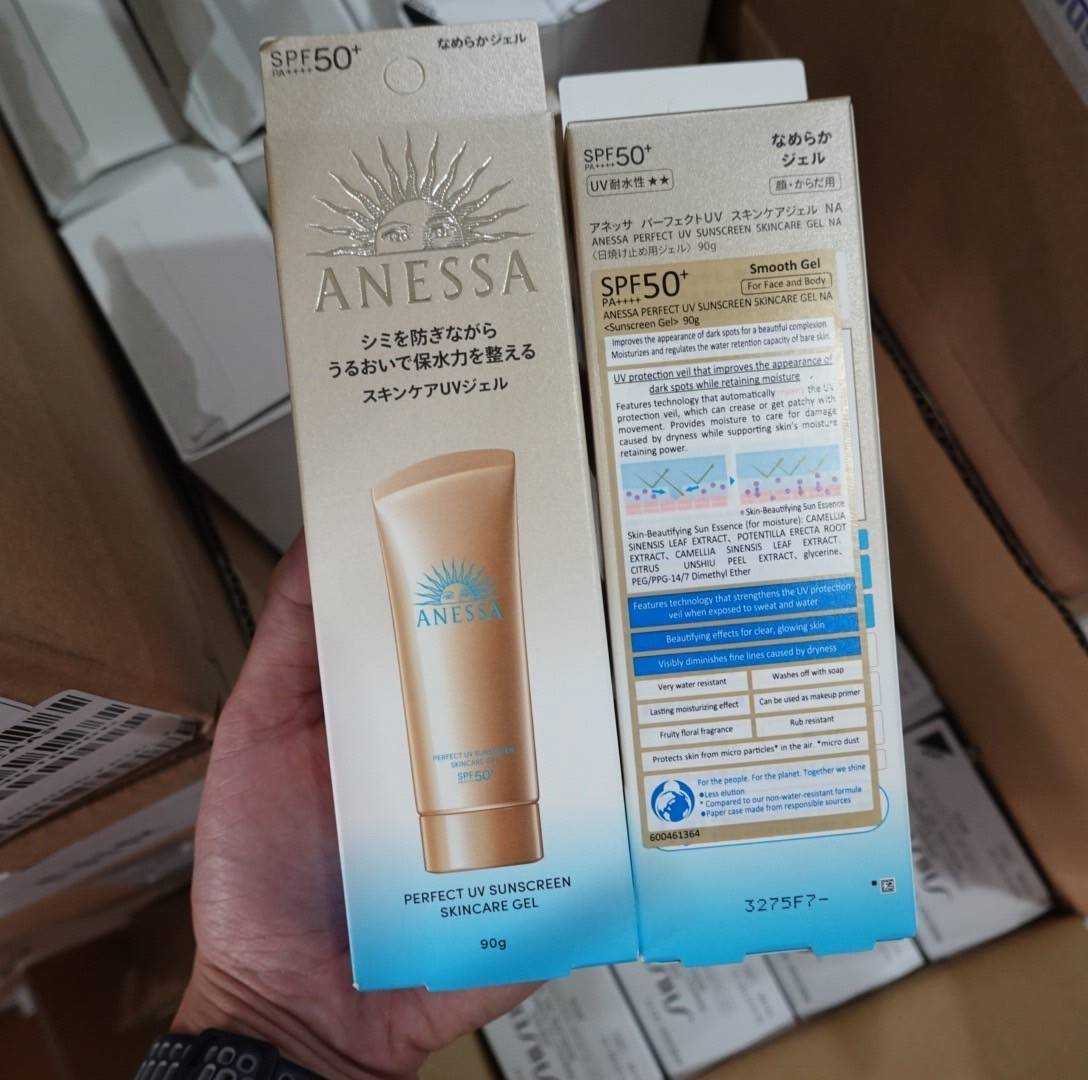 SPF50+
PA++++
なめらかジェル
ANESSA
シミを防ぎながら
うるおいで保水力を整える
スキンケアUVジェル
ANESSA
PERFECT UV SUNSCREEN
SKINCARE GEL
SPF50+
PERFECT UV SUNSCREEN
SKINCARE GEL
90g
SPF50+
PA++++
UV耐水性★★
なめらか
ジェル
顔・からだ用
アネッサ パーフェクトUV スキンケアジェル NA
ANESSA PERFECT UV SUNSCREEN SKINCARE GEL NA
〈日焼け止め用ジェル〉90g
SPF50+
PA++++
Smooth Gel
For Face and Body
ANESSA PERFECT UV SUNSCREEN SKINCARE GEL NA
<Sunscreen Gel> 90g
Improves the appearance of dark spots for a beautiful complexion.
Moisturizes and regulates the water retention capacity of bare skin.
UV protection veil that improves the appearance of
dark spots while retaining moisture
Features technology that automatically the UV
protection veil, which can crease or get patchy with
movement. Provides moisture to care for damage
caused by dryness while supporting skin's moisture
retaining power.
Skin-Beautifying Sun Essence
Skin-Beautifying Sun Essence (for moisture): CAMELLIA
SINENSIS LEAF EXTRACT、POTENTILLA ERECTA ROOT
EXTRACT、CAMELLIA SINENSIS LEAF EXTRACT、
CITRUS UNSHIU PEEL EXTRACT、glycerine、
PEG/PPG-14/7 Dimethyl Ether
Features technology that strengthens the UV protection
veil when exposed to sweat and water
Beautifying effects for clear, glowing skin
Visibly diminishes fine lines caused by dryness
Very water resistant
Washes off with soap
Lasting moisturizing effect
Can be used as makeup primer
Fruity floral fragrance
Rub resistant
Protects skin from micro particles* in the air. *micro dust
For the people. For the planet. Together we shine
●Less elution
* Compared to our non-water-resistant formula
●Paper case made from responsible sources
600461364
3275F7-